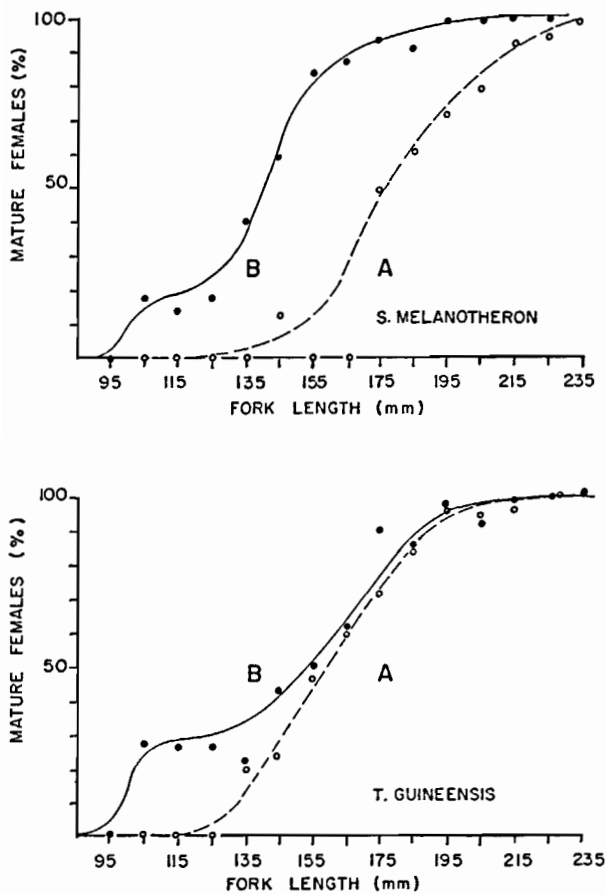 100
50
MATURE FEMALES (%)
B
A
S. MELANOTHERON
95 115 135 155 175 195 215 235
FORK LENGTH (mm)
100
50
MATURE FEMALES (%)
B
A
T. GUINEENSIS
95 115 135 155 175 195 215 235
FORK LENGTH (mm)